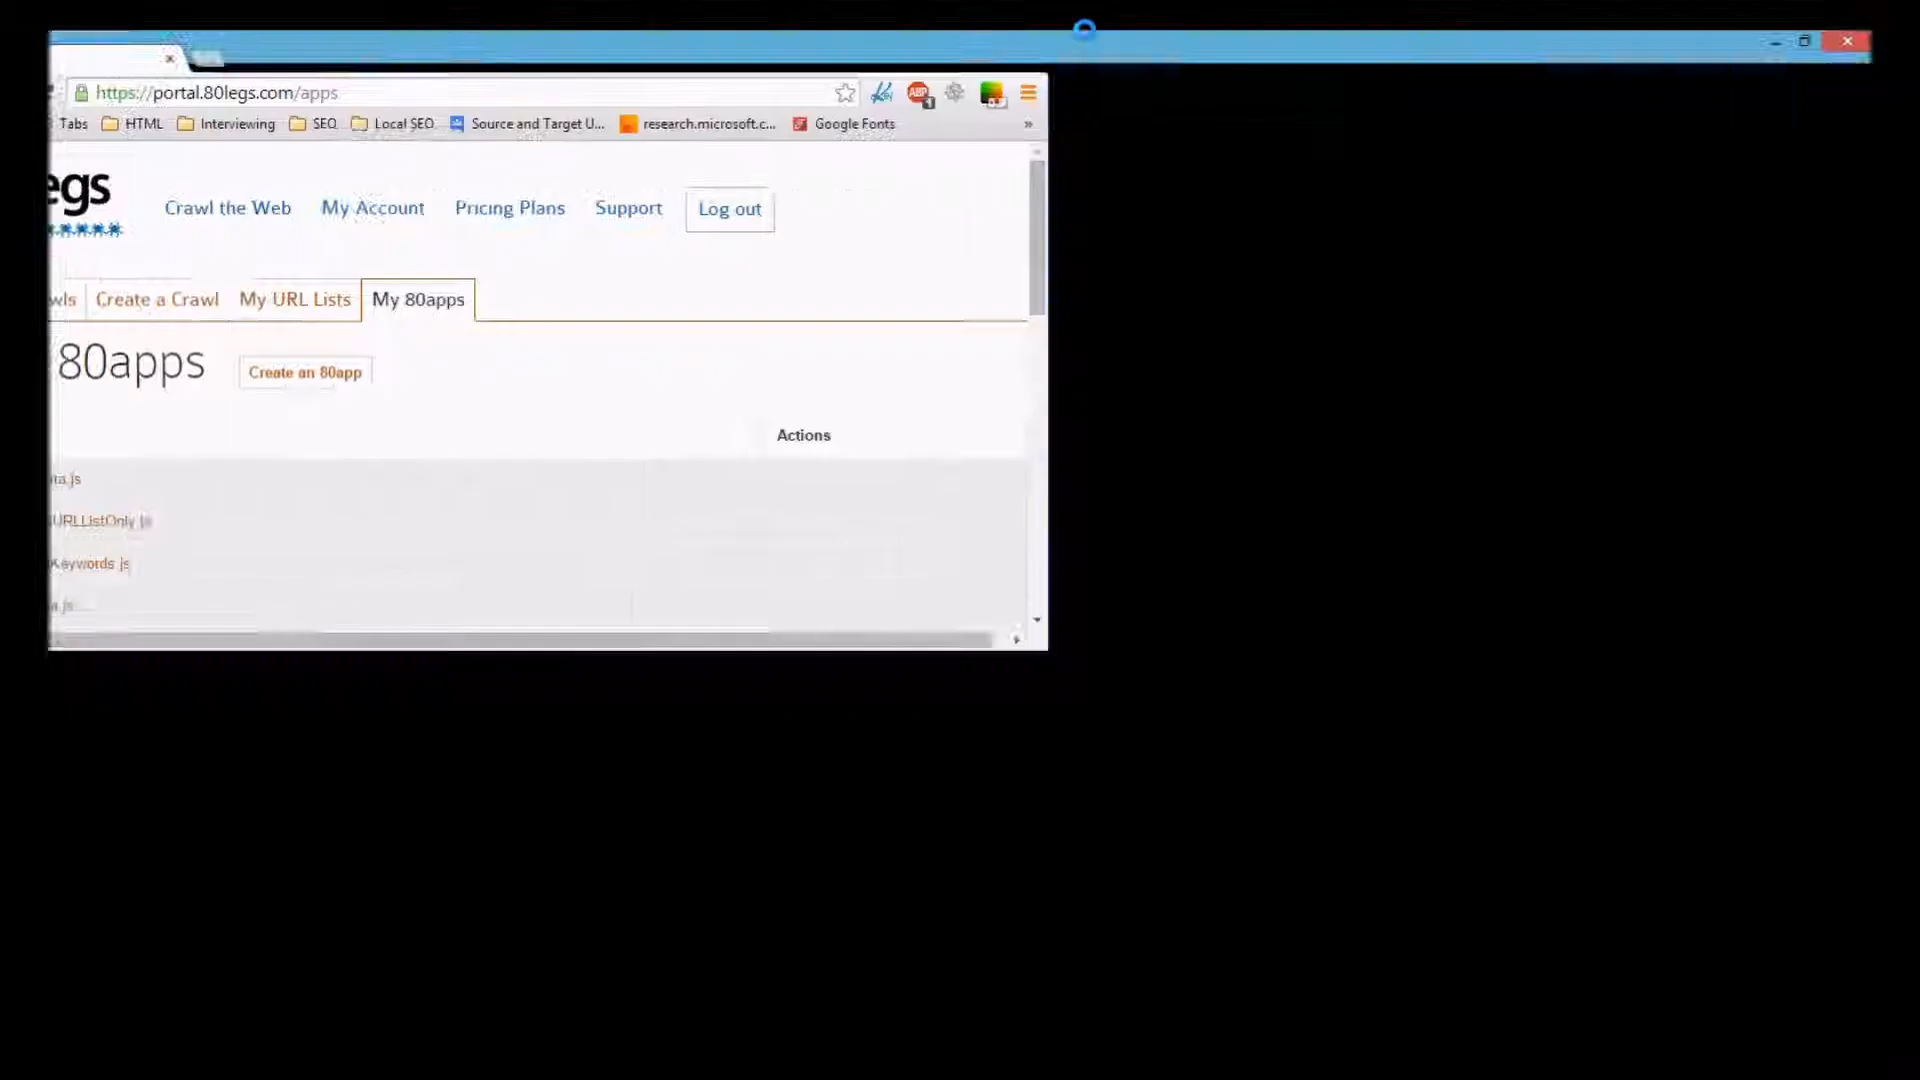 https://portal.80legs.com/apps
Tabs HTML Interviewing SEO Local SEO Source and Target U... research.microsoft.c... Google Fonts »
egs
Crawl the Web My Account Pricing Plans Support Log out
wls Create a Crawl My URL Lists My 80apps
80apps Create an 80app
Actions
ta.js
URLListOnly.js
Keywords.js
a.js